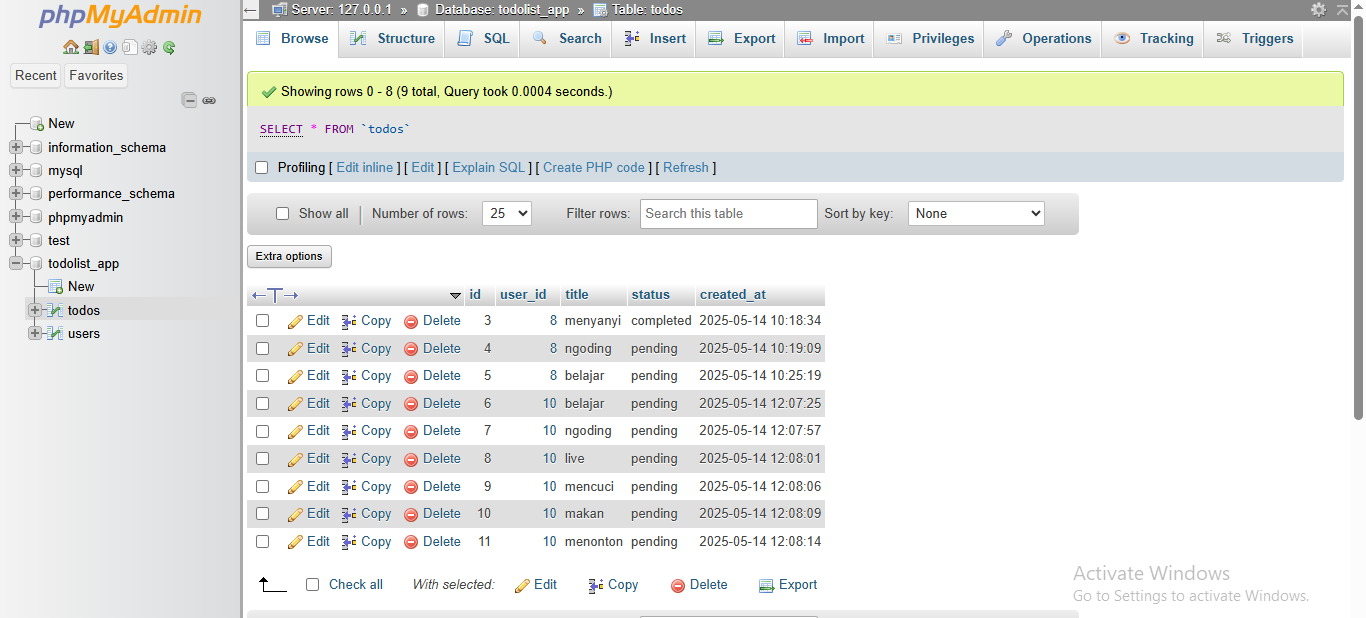 phpMyAdmin
Recent Favorites
New
information_schema
mysql
performance_schema
phpmyadmin
test
todolist_app
New
todos
users
Server: 127.0.0.1 » Database: todolist_app » Table: todos
Browse Structure SQL Search Insert Export Import Privileges Operations Tracking Triggers
Showing rows 0 - 8 (9 total, Query took 0.0004 seconds.)
SELECT * FROM `todos`
Profiling [ Edit inline ] [ Edit ] [ Explain SQL ] [ Create PHP code ] [ Refresh ]
Show all Number of rows: 25 Filter rows: Search this table Sort by key: None
Extra options
id user_id title status created_at
Edit Copy Delete 3 8 menyanyi completed 2025-05-14 10:18:34
Edit Copy Delete 4 8 ngoding pending 2025-05-14 10:19:09
Edit Copy Delete 5 8 belajar pending 2025-05-14 10:25:19
Edit Copy Delete 6 10 belajar pending 2025-05-14 12:07:25
Edit Copy Delete 7 10 ngoding pending 2025-05-14 12:07:57
Edit Copy Delete 8 10 live pending 2025-05-14 12:08:01
Edit Copy Delete 9 10 mencuci pending 2025-05-14 12:08:06
Edit Copy Delete 10 10 makan pending 2025-05-14 12:08:09
Edit Copy Delete 11 10 menonton pending 2025-05-14 12:08:14
Check all With selected: Edit Copy Delete Export
Activate Windows
Go to Settings to activate Windows.